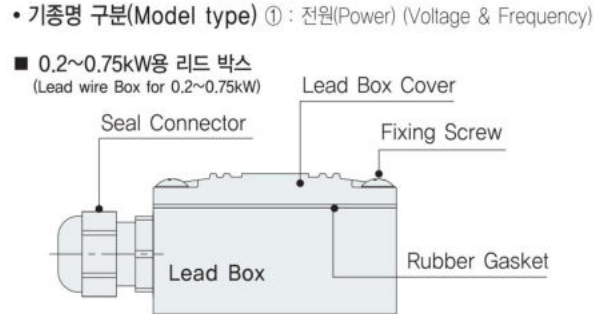 • 기종명 구분(Model type) ① : 전원(Power) (Voltage & Frequency)
■ 0.2~0.75kW용 리드 박스
(Lead wire Box for 0.2~0.75kW)
Lead Box Cover
Seal Connector
Fixing Screw
Rubber Gasket
Lead Box